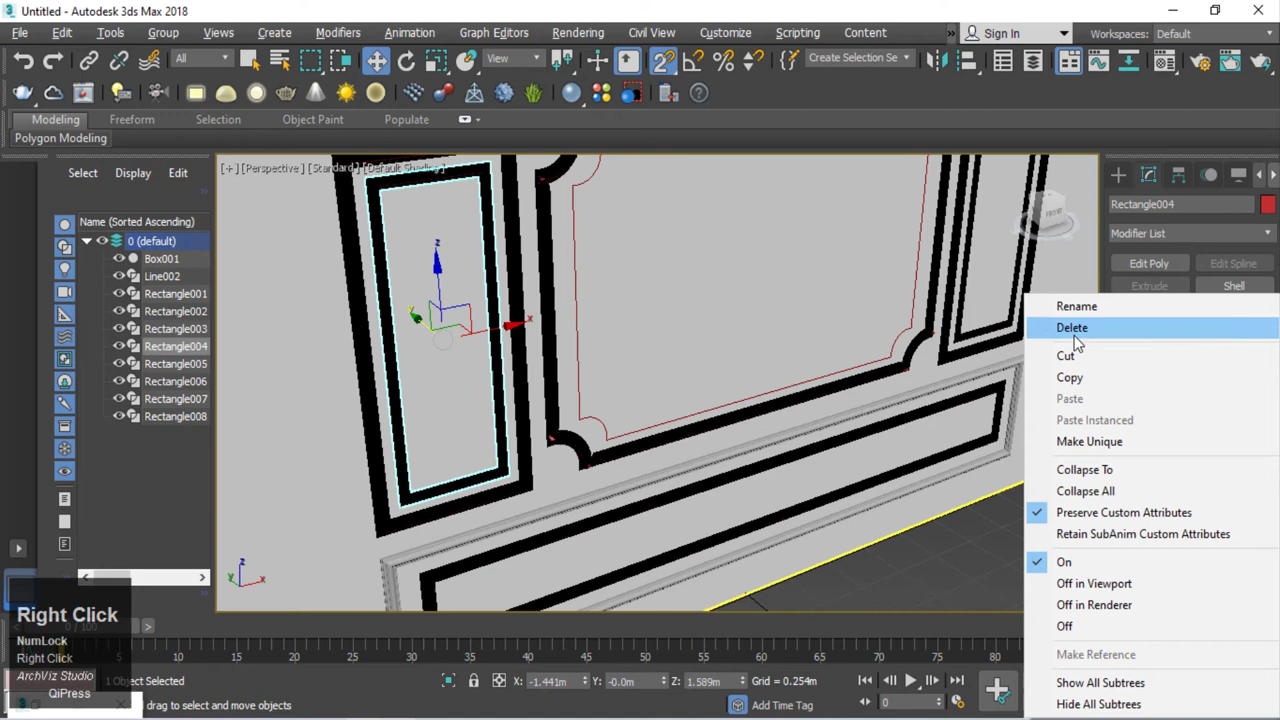 Untitled - Autodesk 3ds Max 2018
File Edit Tools Group Views Create Modifiers Animation Graph Editors Rendering Civil View Customize Scripting Content Sign In Workspaces: Default
All View Create Selection Se
Modeling Freeform Selection Object Paint Populate
Polygon Modeling
Select Display Edit
[+] [Perspective] [Standard] [Default Shading]
Name (Sorted Ascending)
0 (default)
Box001
Line002
Rectangle001
Rectangle002
Rectangle003
Rectangle004
Rectangle005
Rectangle006
Rectangle007
Rectangle008
FRONT
z
x
y
z
x
y
Rectangle004
Modifier List
Edit Poly Edit Spline
Extrude Shell
Rename
Delete
Cut
Copy
Paste
Paste Instanced
Make Unique
Collapse To
Collapse All
Preserve Custom Attributes
Retain SubAnim Custom Attributes
On
Off in Viewport
Off in Renderer
Off
Make Reference
Show All Subtrees
Hide All Subtrees
Right Click
NumLock
Right Click
ArchViz Studio
QiPress
0 / 100
5 10 15 20 25 30 35 40 45 50 55 60 65 70 75 80
1 Object Selected X: -1.441m Y: -0.0m Z: 1.589m Grid = 0.254m
drag to select and move objects Add Time Tag 0